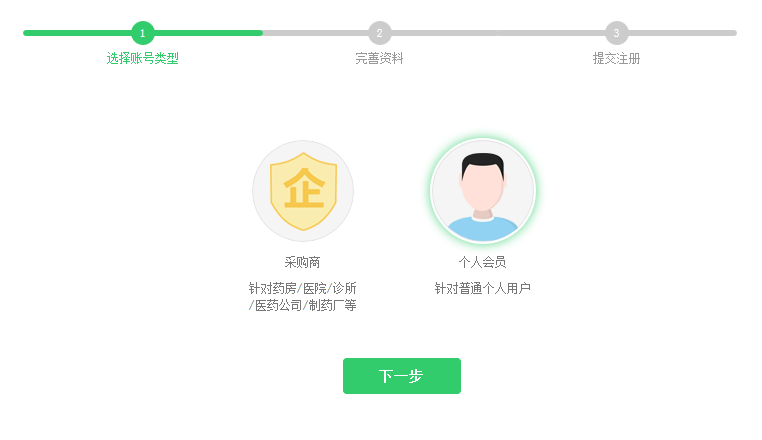 1
2
3
选择账号类型
完善资料
提交注册
企
采购商
个人会员
针对药房/医院/诊所
/医药公司/制药厂等
针对普通个人用户
下一步